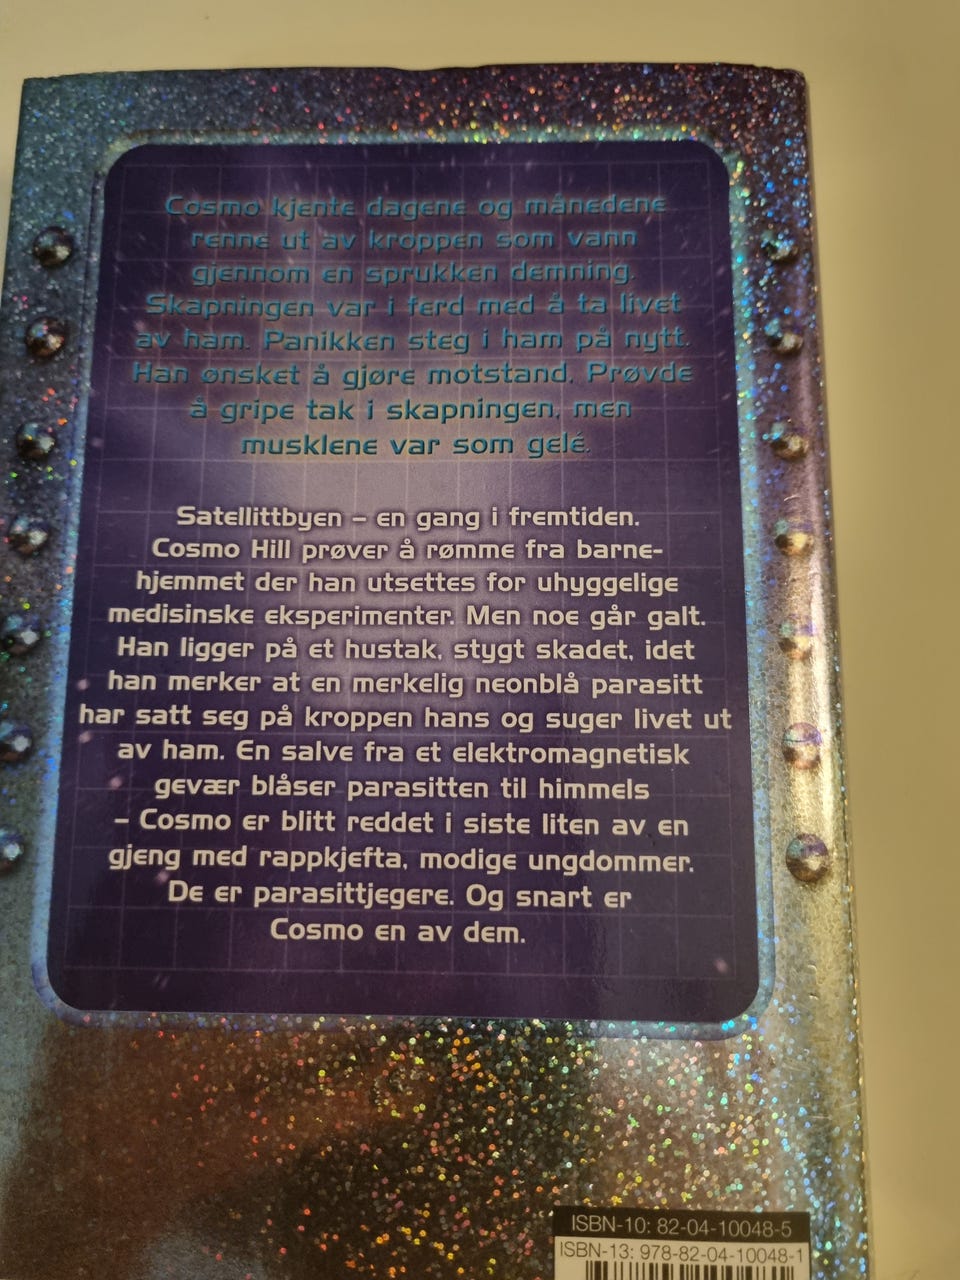 Cosmo kjente dagene og månedene
renne ut av kroppen som vann
gjennom en sprukken demning.
Skapningen var i ferd med å ta livet
av ham. Panikken steg i ham på nytt.
Han ønsket å gjøre motstand. Prøvde
å gripe tak i skapningen, men
musklene var som gelé.
Satellittbyen – en gang i fremtiden.
Cosmo Hill prøver å rømme fra barne-
hjemmet der han utsettes for uhyggelige
medisinske eksperimenter. Men noe går galt.
Han ligger på et hustak, stygt skadet, idet
han merker at en merkelig neonblå parasitt
har satt seg på kroppen hans og suger livet ut
av ham. En salve fra et elektromagnetisk
gevær blåser parasitten til himmels
– Cosmo er blitt reddet i siste liten av en
gjeng med rappkjefta, modige ungdommer.
De er parasittjegere. Og snart er
Cosmo en av dem.
ISBN-10: 82-04-10048-5
ISBN-13: 978-82-04-10048-1